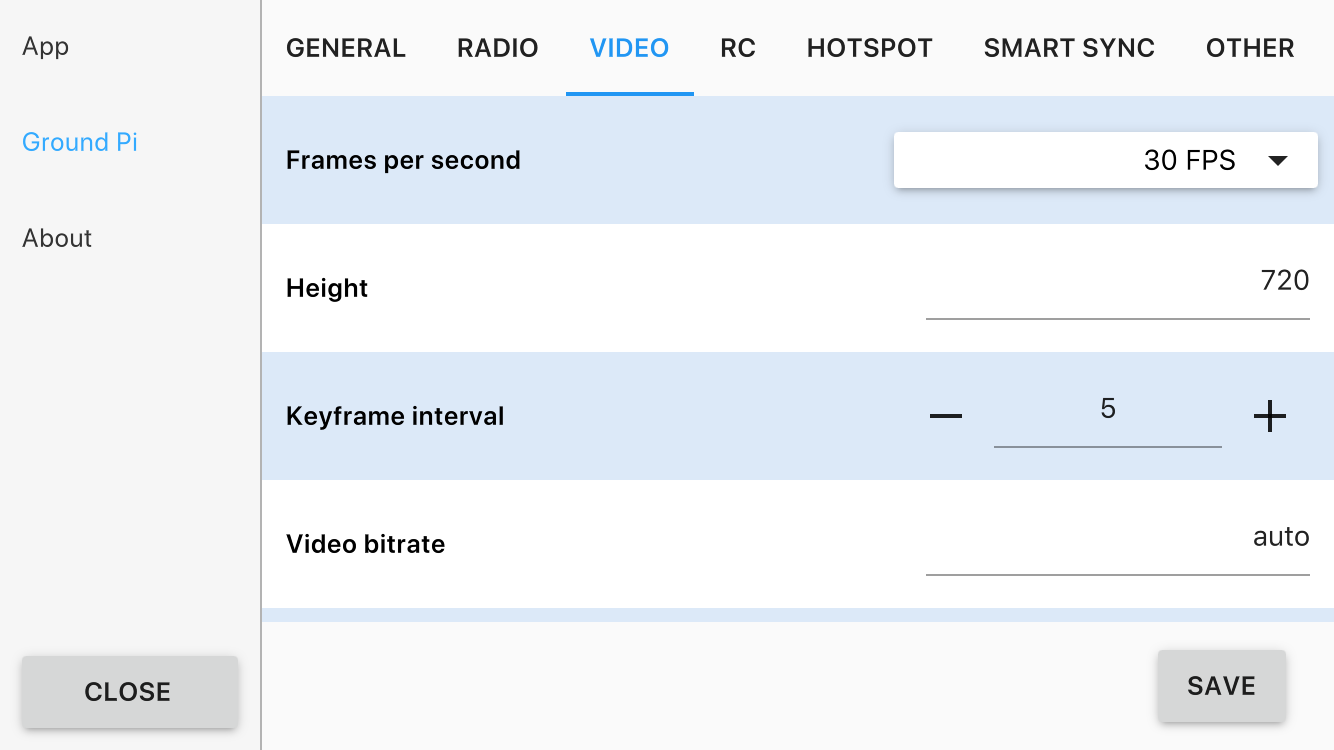 App
Ground Pi
About
CLOSE
GENERAL RADIO VIDEO RC HOTSPOT SMART SYNC OTHER
Frames per second 30 FPS
Height 720
Keyframe interval 5
Video bitrate auto
SAVE